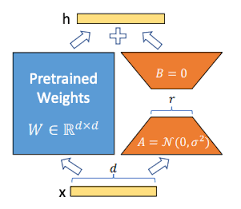 h
Pretrained
Weights
W ∈ ℝ^{d×d}
B = 0
r
A = 𝒩(0, σ²)
d
x